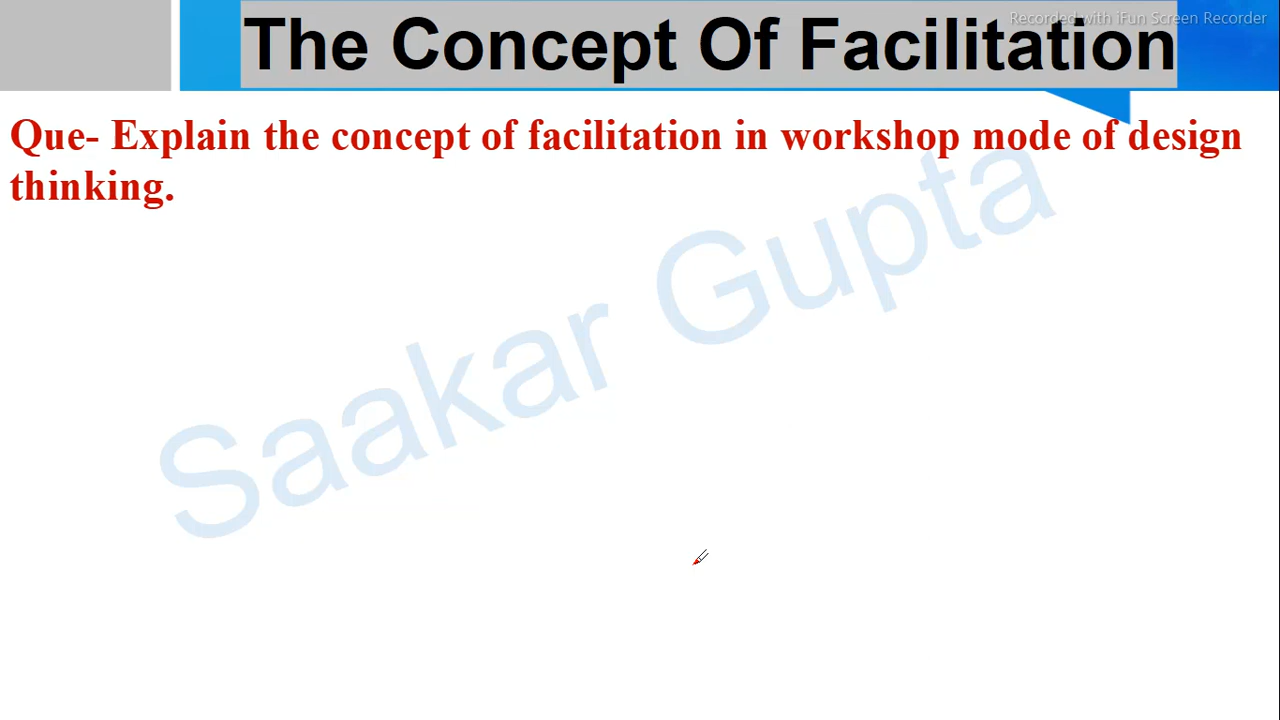 Recorded with iFun Screen Recorder
The Concept Of Facilitation
Que- Explain the concept of facilitation in workshop mode of design
thinking.
Saakar Gupta